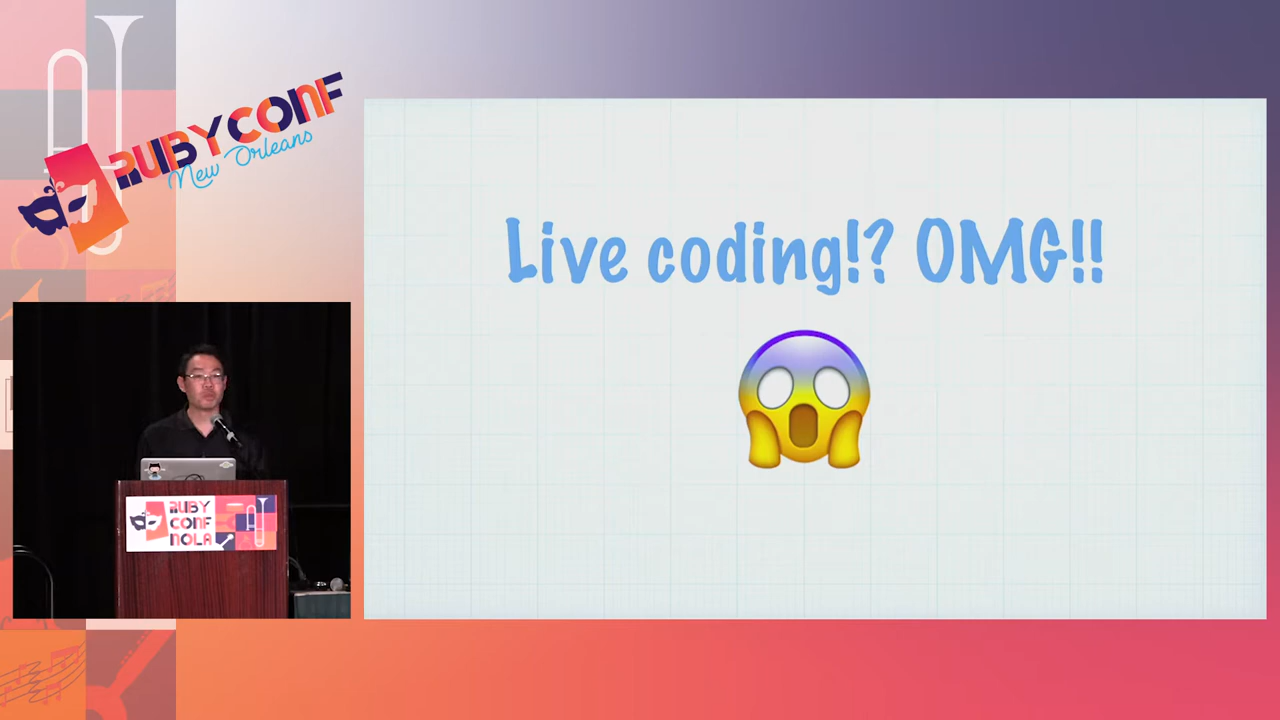 RUBYCONF
New Orleans
Live coding!? OMG!!
RUBY
CONF
NOLA